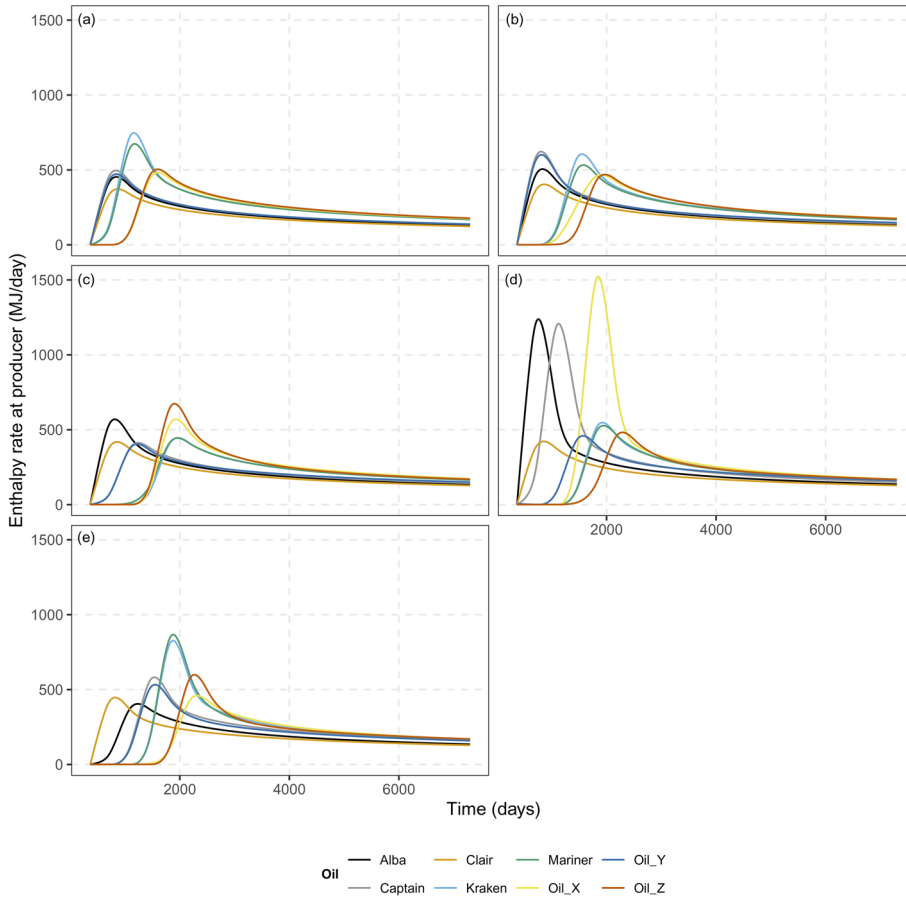 (a)
(b)
1500
1000
500
0
(c)
(d)
1500
1000
500
0
2000
4000
6000
(e)
1500
1000
500
0
2000
4000
6000
Enthalpy rate at producer (MJ/day)
Time (days)
Oil
Alba
Clair
Mariner
Oil_Y
Captain
Kraken
Oil_X
Oil_Z